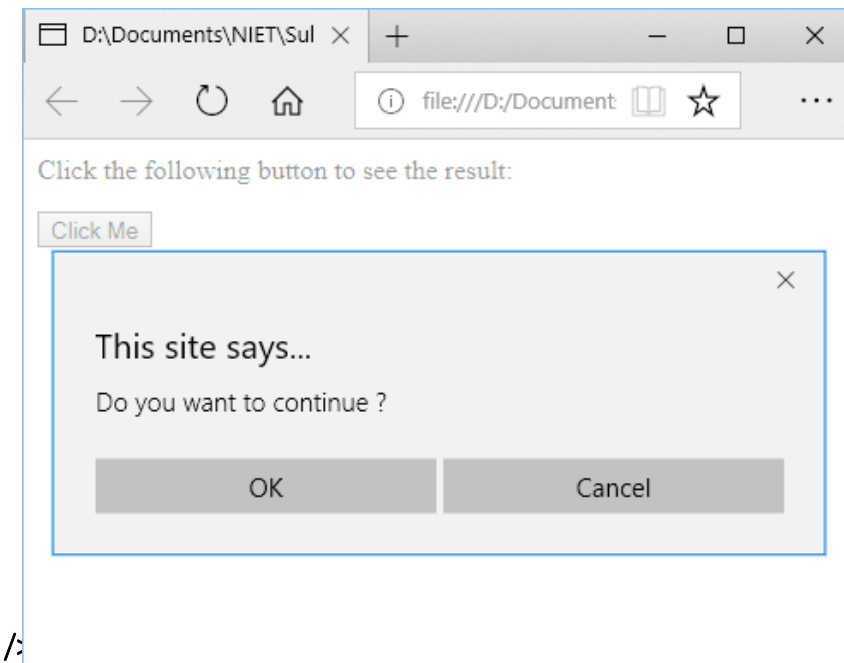 D:\Documents\NIET\Sul
file:///D:/Document
Click the following button to see the result:
Click Me
This site says...
Do you want to continue ?
OK Cancel
/>